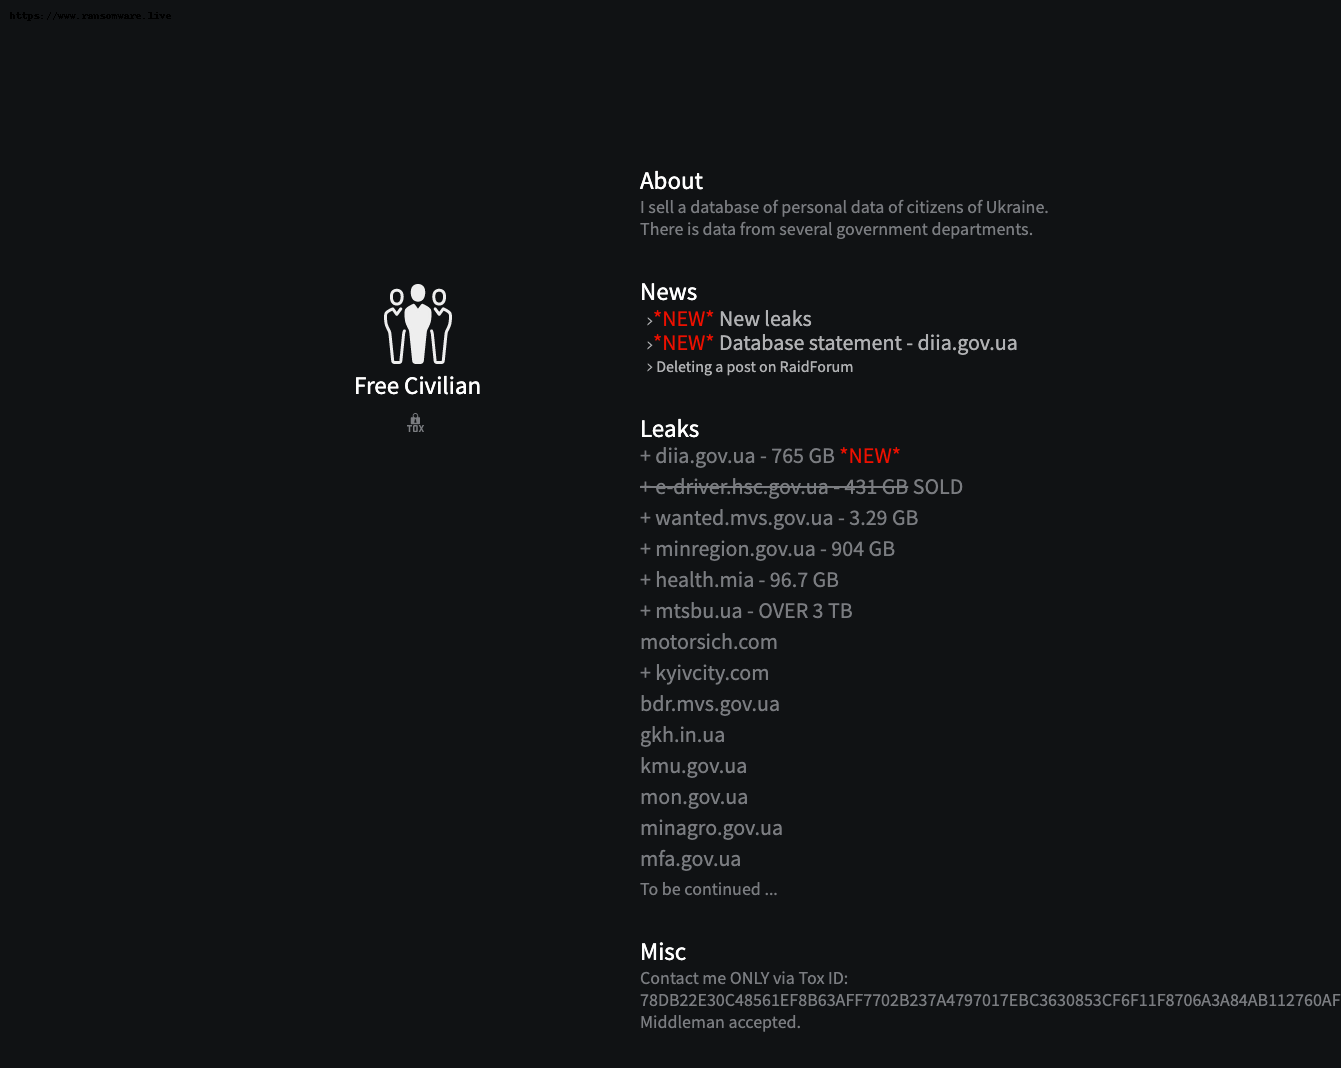 https://www.ransomware.live
About
I sell a database of personal data of citizens of Ukraine.
There is data from several government departments.
News
>*NEW* New leaks
>*NEW* Database statement - diia.gov.ua
> Deleting a post on RaidForum
Free Civilian
TOX
Leaks
+ diia.gov.ua - 765 GB *NEW*
+ e-driver.hsc.gov.ua - 431 GB SOLD
+ wanted.mvs.gov.ua - 3.29 GB
+ minregion.gov.ua - 904 GB
+ health.mia - 96.7 GB
+ mtsbu.ua - OVER 3 TB
motorsich.com
+ kyivcity.com
bdr.mvs.gov.ua
gkh.in.ua
kmu.gov.ua
mon.gov.ua
minagro.gov.ua
mfa.gov.ua
To be continued ...
Misc
Contact me ONLY via Tox ID:
78DB22E30C48561EF8B63AFF7702B237A4797017EBC3630853CF6F11F8706A3A84AB112760AF
Middleman accepted.